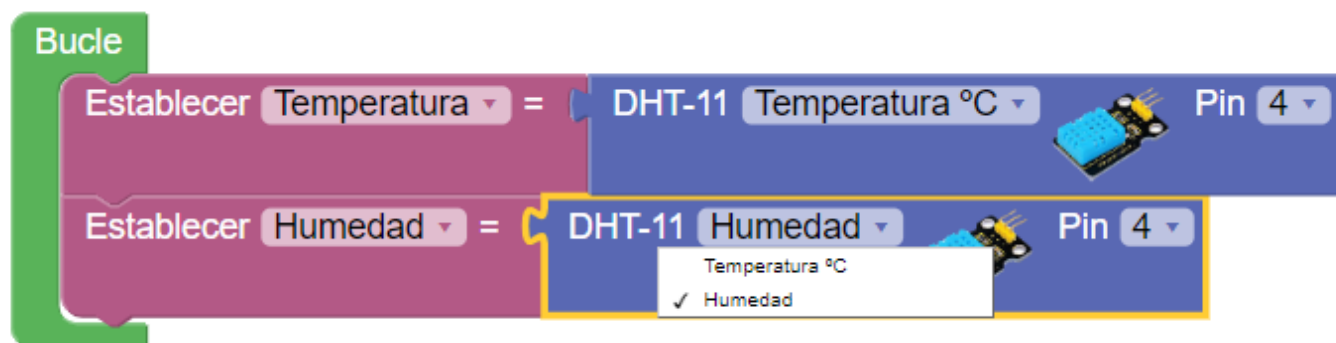 Bucle
Establecer Temperatura = DHT-11 Temperatura ºC Pin 4
Establecer Humedad = DHT-11 Humedad Pin 4
Temperatura ºC
✓ Humedad